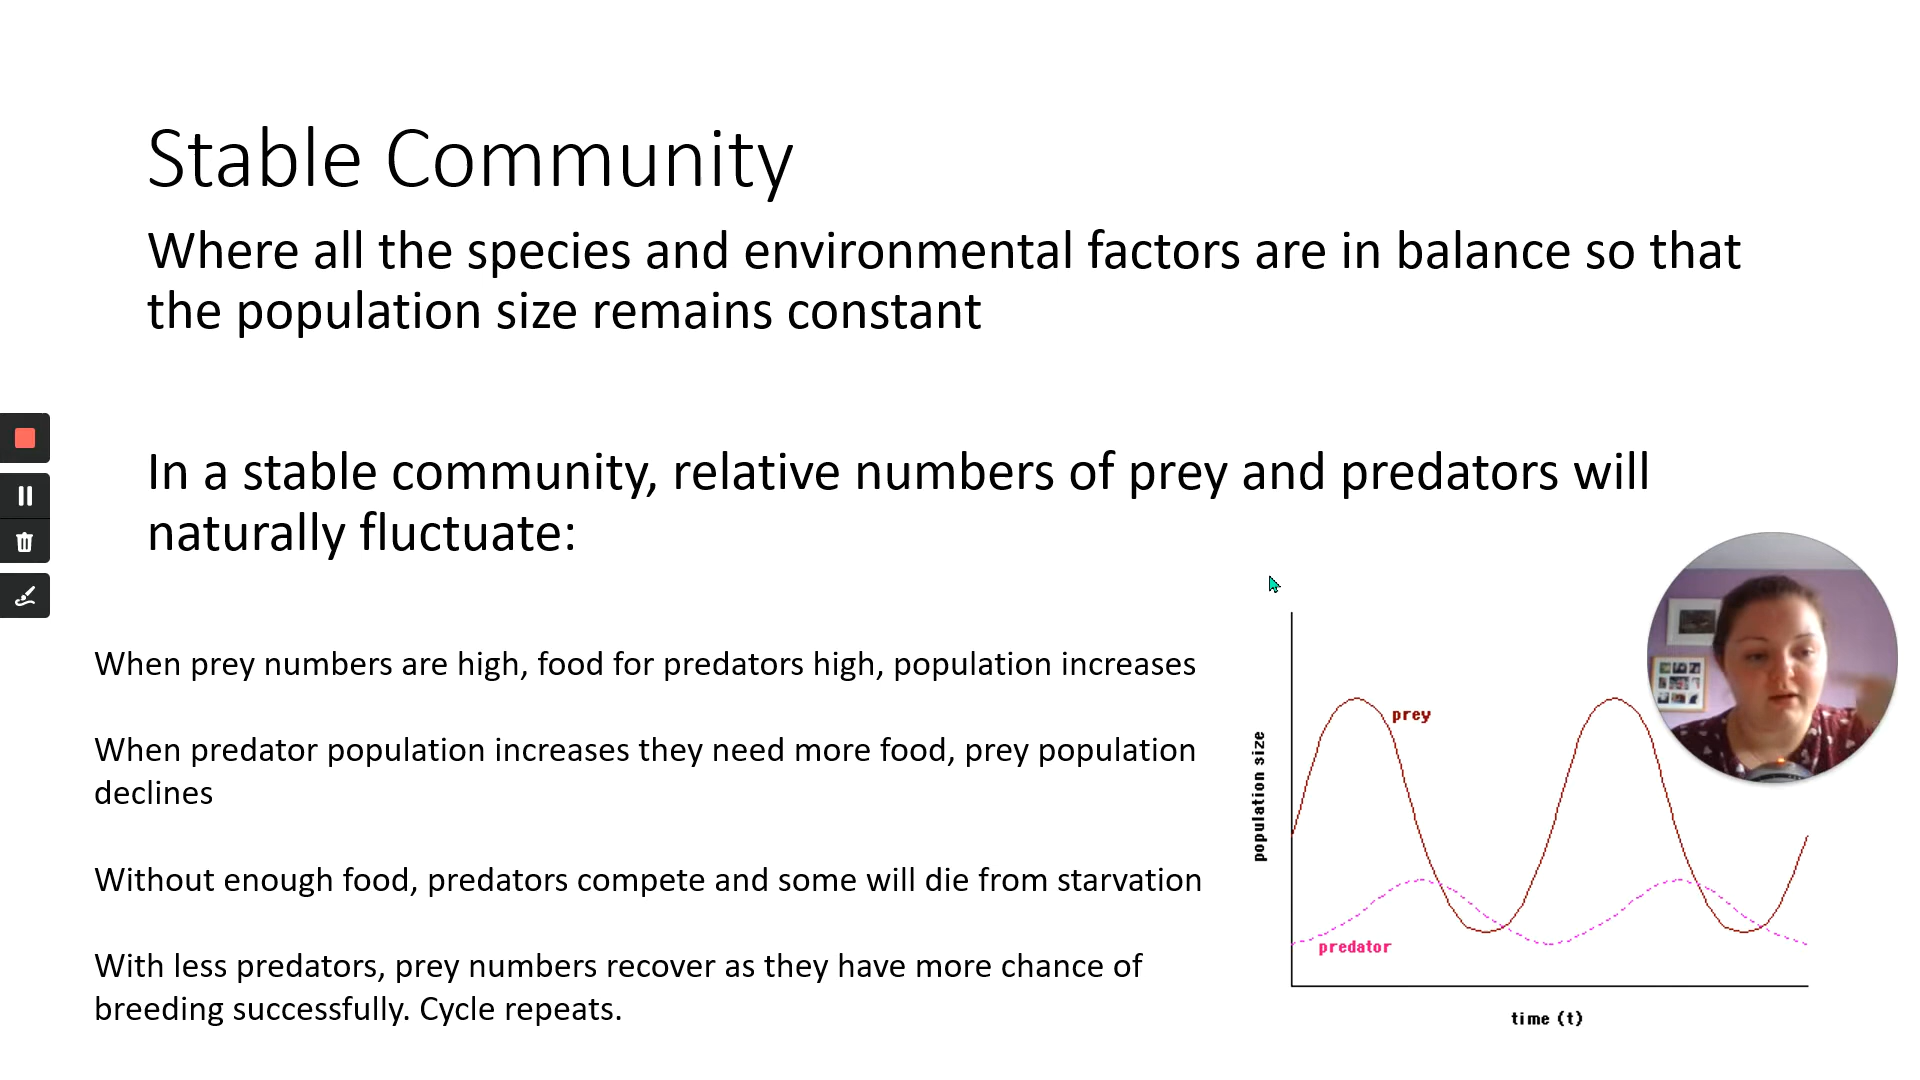 Stable Community
Where all the species and environmental factors are in balance so that
the population size remains constant
In a stable community, relative numbers of prey and predators will
naturally fluctuate:
When prey numbers are high, food for predators high, population increases
When predator population increases they need more food, prey population
declines
Without enough food, predators compete and some will die from starvation
With less predators, prey numbers recover as they have more chance of
breeding successfully. Cycle repeats.
prey
population size
predator
time (t)